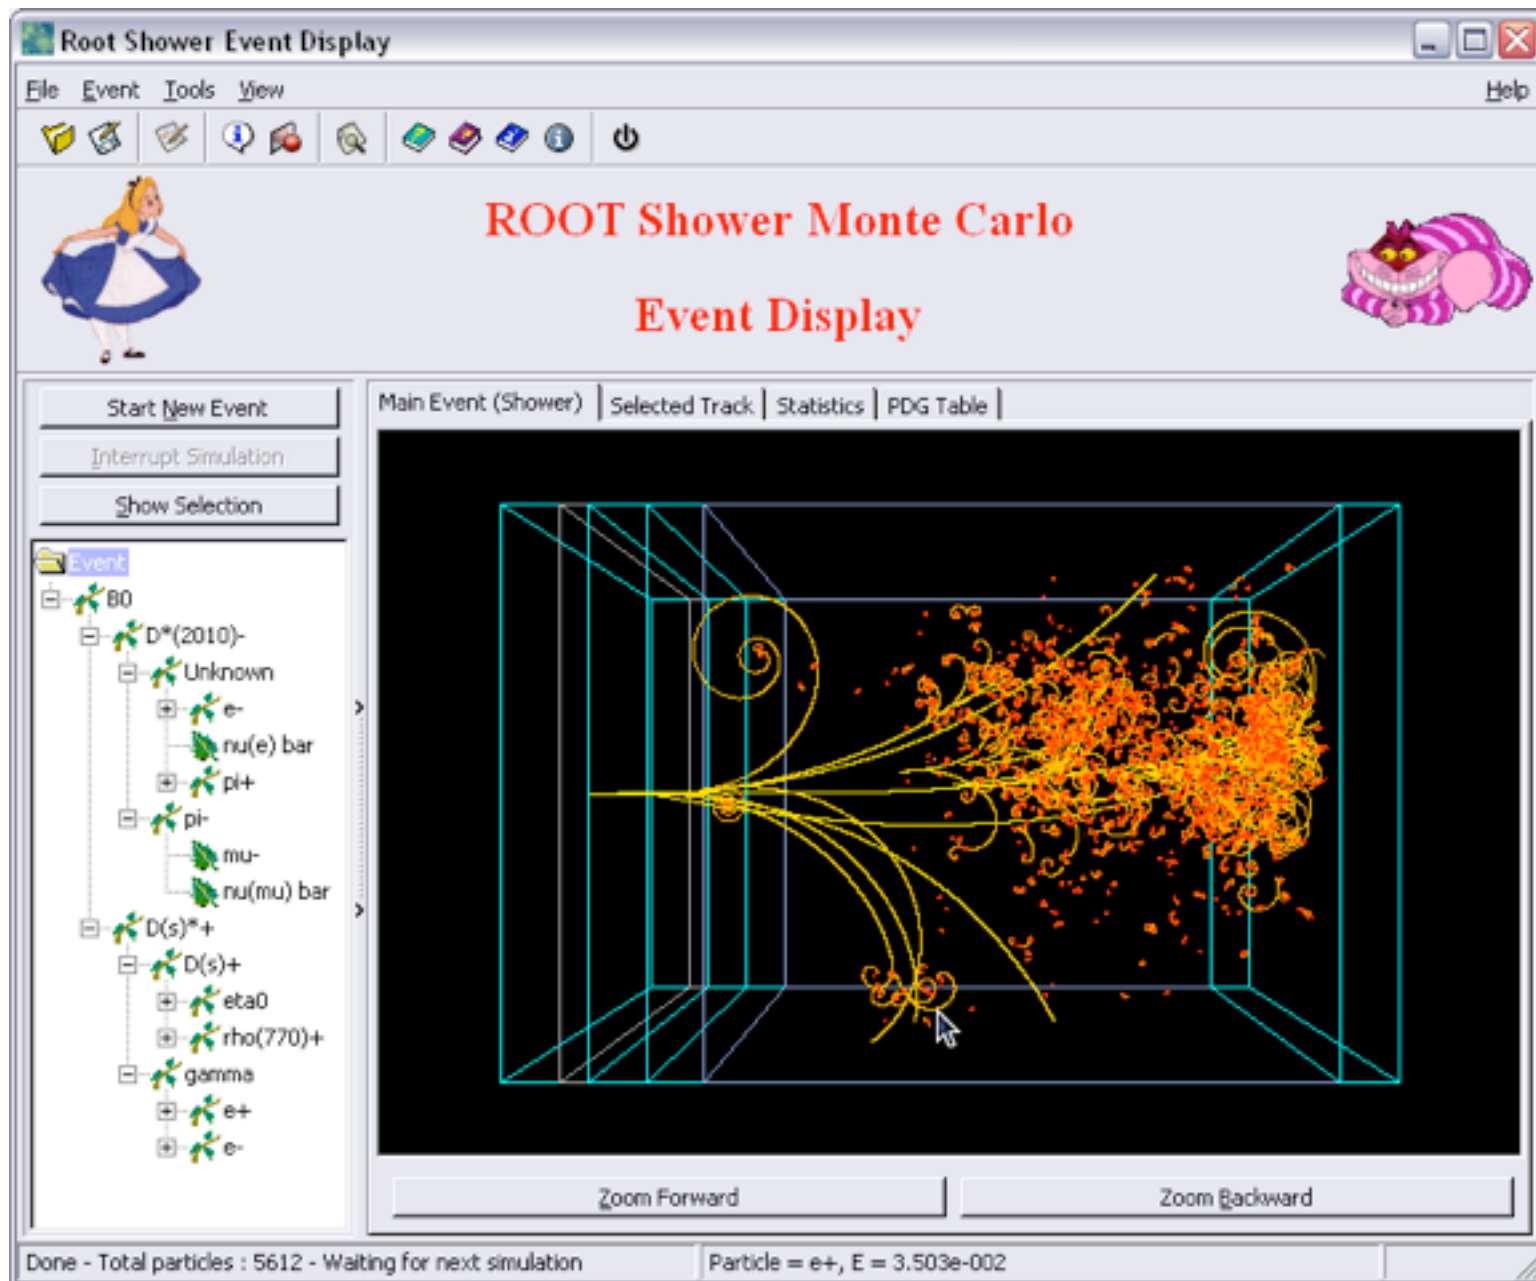 Root Shower Event Display
File Event Tools View Help
ROOT Shower Monte Carlo
Event Display
Start New Event
Interrupt Simulation
Show Selection
Event
B0
D*(2010)-
Unknown
e-
nu(e) bar
pi+
pi-
mu-
nu(mu) bar
D(s)*+
D(s)+
eta0
rho(770)+
gamma
e+
e-
Main Event (Shower) Selected Track Statistics PDG Table
Zoom Forward Zoom Backward
Done - Total particles : 5612 - Waiting for next simulation Particle = e+, E = 3.503e-002